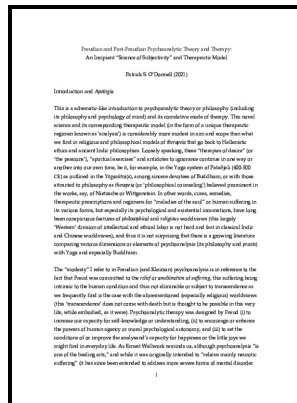 Freudian and Post-Freudian Psychoanalytic Theory and Therapy:
An Incipient "Science of Subjectivity" and Therapeutic Model
Patrick S. O'Donnell (2021)
Introduction and Apologia
This is a schematic-like introduction to psychoanalytic theory or philosophy (including
its philosophy and psychology of mind) and its correlative mode of therapy. This novel
science and its corresponding therapeutic model (in the form of a unique therapeutic
regimen known as 'analysis') is considerably more modest in aim and scope than what
we find in religious and philosophical models of therapeia that go back to Hellenistic
ethics and ancient Indic philosophies. Loosely speaking, these "therapies of desire" (or
'the passions'), "spiritual exercises" and antidotes to ignorance continue in one way or
another into our own time, be it, for example, in the Yoga system of Patañjali (400-500
CE) as outlined in the Yogasūtra(s), among sincere devotees of Buddhism, or with those
attracted to philosophy as therapeia (or 'philosophical counseling') believed prominent in
the works, say, of Nietzsche or Wittgenstein. In other words, cures, remedies,
therapeutic prescriptions and regimens for "maladies of the soul" or human suffering in
its various forms, but especially in psychological and existential incarnations, have long
been conspicuous features of philosophical and religious worldviews (this largely
'Western' division of intellectual and ethical labor is not hard and fast in classical Indic
and Chinese worldviews), and thus it is not surprising that there is a growing literature
comparing various dimensions or elements of psychoanalysis (its philosophy and praxis)
with Yoga and especially Buddhism.
The "modesty" I refer to in Freudian (and Kleinian) psychoanalysis is in reference to the
fact that Freud was committed to the relief or amelioration of suffering, this suffering being
intrinsic to the human condition and thus not eliminable or subject to transcendence as
we frequently find is the case with the aforementioned (especially religious) worldviews
(this 'transcendence' does not come with death but is thought to be possible in this very
life, while embodied, as it were). Psychoanalytic therapy was designed by Freud (i) to
increase our capacity for self-knowledge or understanding, (ii) to encourage or enhance
the powers of human agency or moral psychological autonomy, and (iii) to set the
conditions of or improve the analysand's capacity for happiness or the little joys we
might find in everyday life. As Ernest Wallwork reminds us, although psychoanalysis "is
one of the healing arts," and while it was originally intended to "relieve mainly neurotic
suffering" (it has since been extended to address more severe forms of mental disorder
1